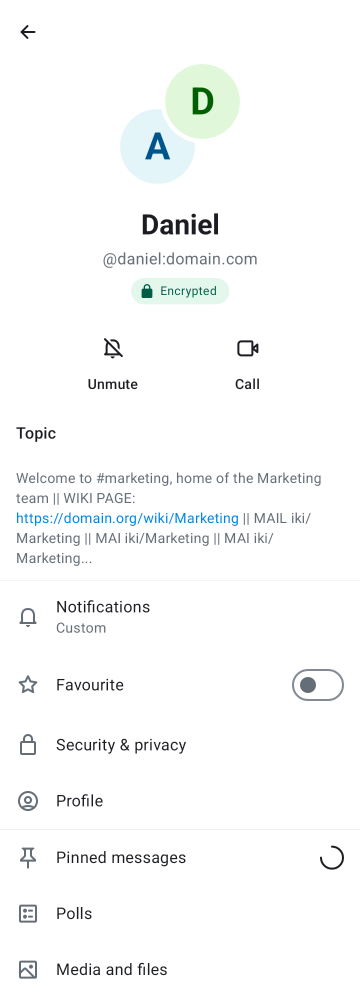 D
A
Daniel
@daniel:domain.com
Encrypted
Unmute
Call
Topic
Welcome to #marketing, home of the Marketing
team || WIKI PAGE:
https://domain.org/wiki/Marketing || MAIL iki/
Marketing || MAI iki/Marketing || MAI iki/
Marketing...
Notifications
Custom
Favourite
Security & privacy
Profile
Pinned messages
Polls
Media and files